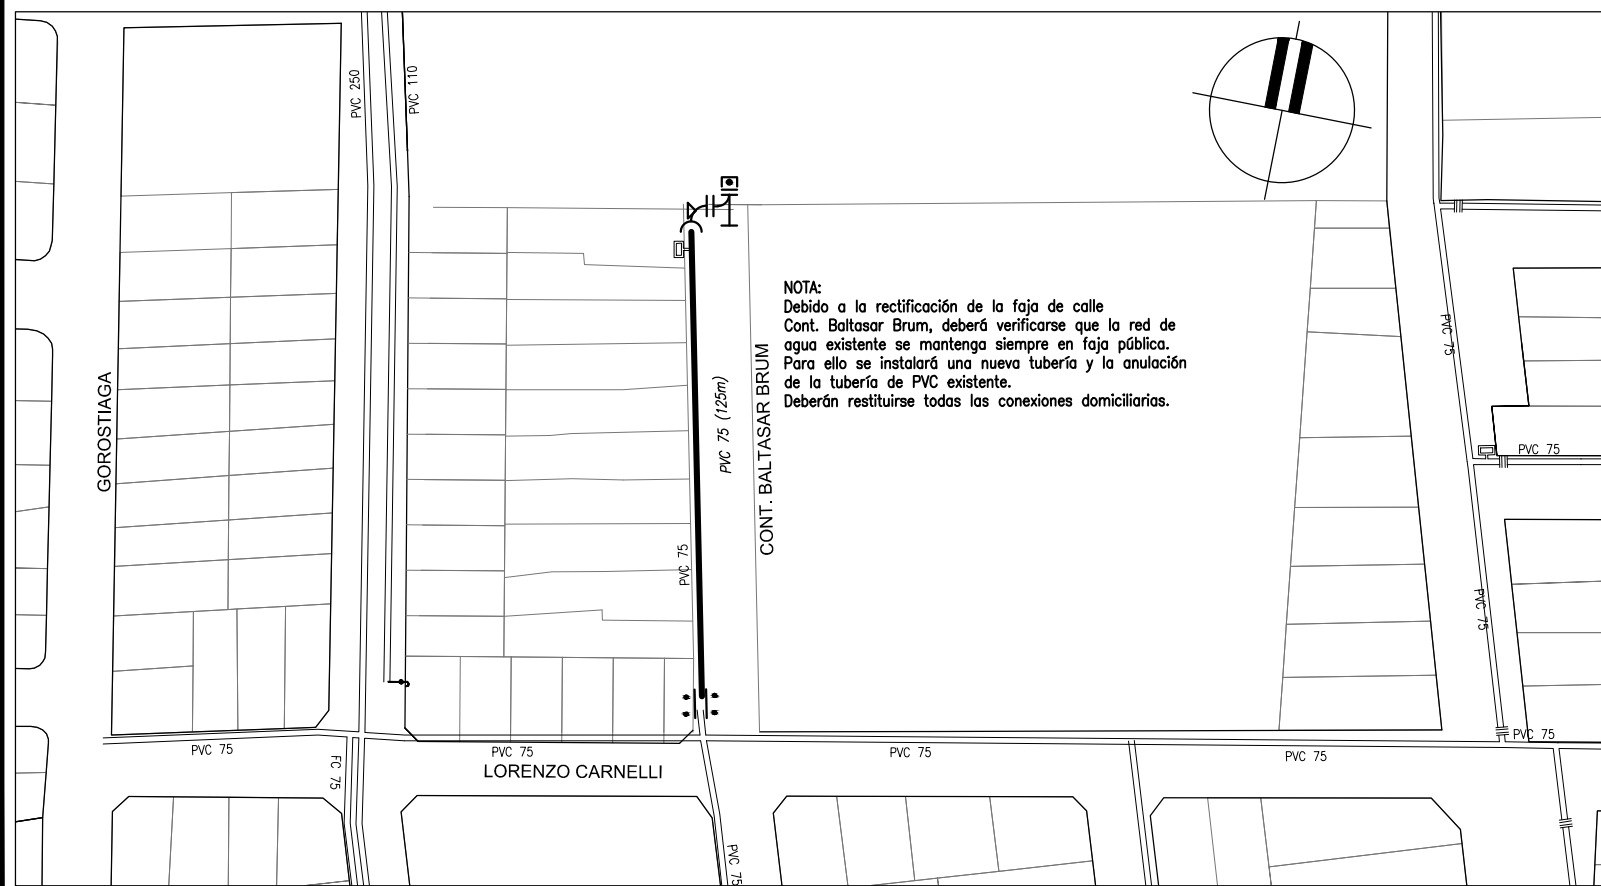 PVC 250
PVC 110
GOROSTIAGA
NOTA:
Debido a la rectificación de la faja de calle
Cont. Baltasar Brum, deberá verificarse que la red de
agua existente se mantenga siempre en faja pública.
Para ello se instalará una nueva tubería y la anulación
de la tubería de PVC existente.
Deberán restituirse todas las conexiones domiciliarias.
PVC 75 (125m)
CONT. BALTASAR BRUM
PVC 75
PVC 75
PVC 75
PVC 75
PVC 75
PVC 75
PVC 75
PVC 75
PVC 75
FC 75
LORENZO CARNELLI
PVC 75